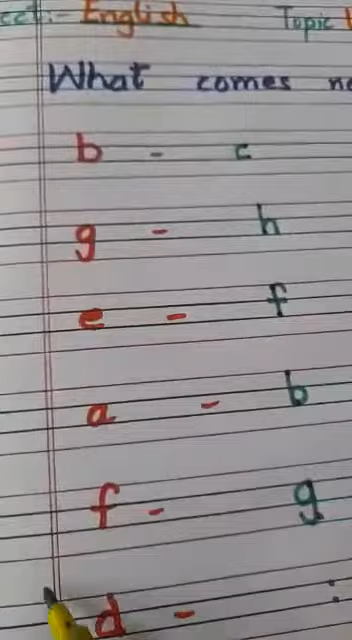 English Topic
What comes
b - c
g - h
e - f
a - b
f - g
d -